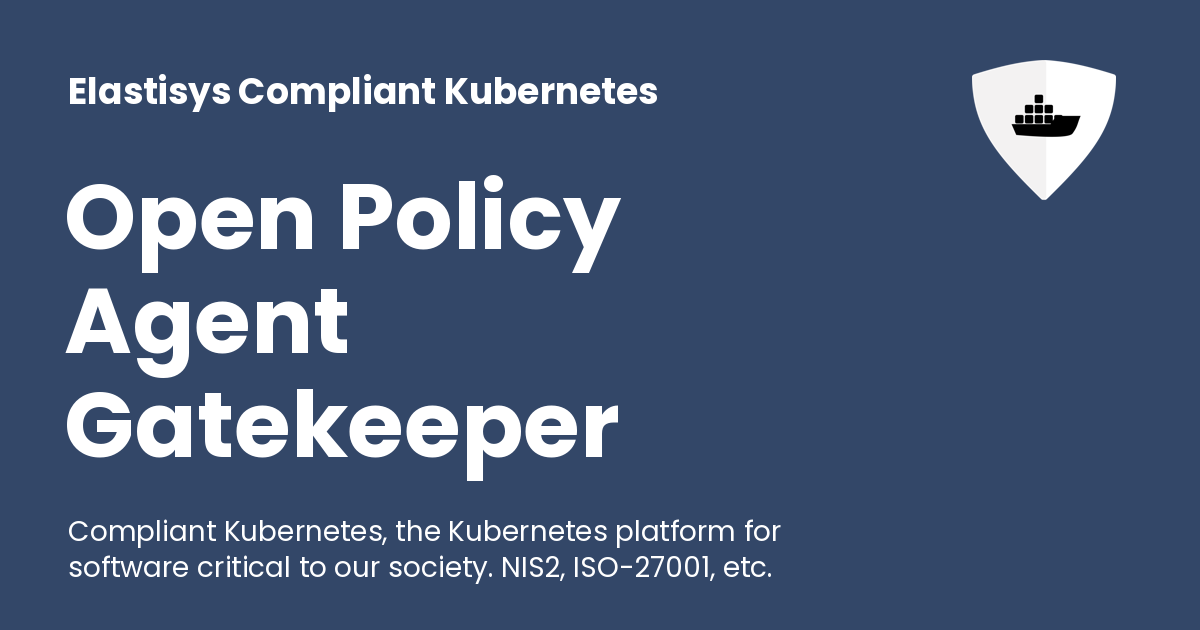 Elastisys Compliant Kubernetes
Open Policy
Agent
Gatekeeper
Compliant Kubernetes, the Kubernetes platform for
software critical to our society. NIS2, ISO-27001, etc.